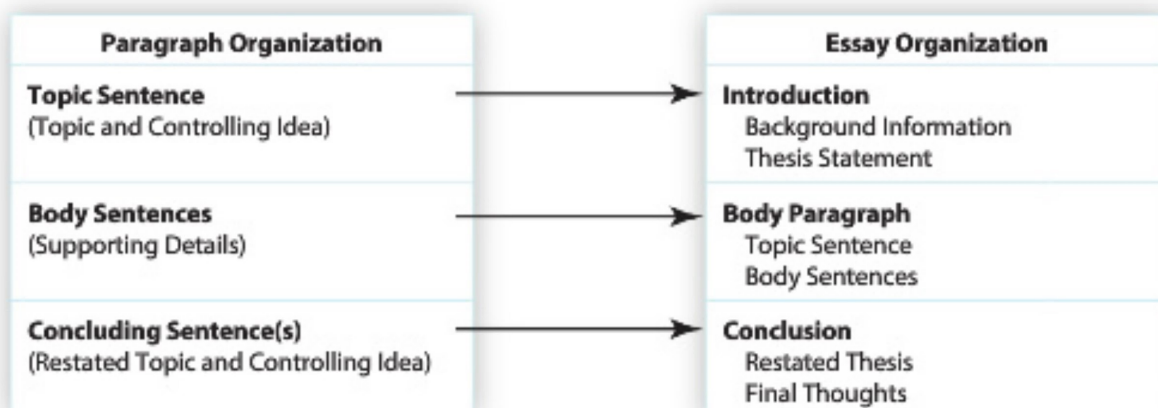 Paragraph Organization
Topic Sentence
(Topic and Controlling Idea)
Body Sentences
(Supporting Details)
Concluding Sentence(s)
(Restated Topic and Controlling Idea)
Essay Organization
Introduction
Background Information
Thesis Statement
Body Paragraph
Topic Sentence
Body Sentences
Conclusion
Restated Thesis
Final Thoughts